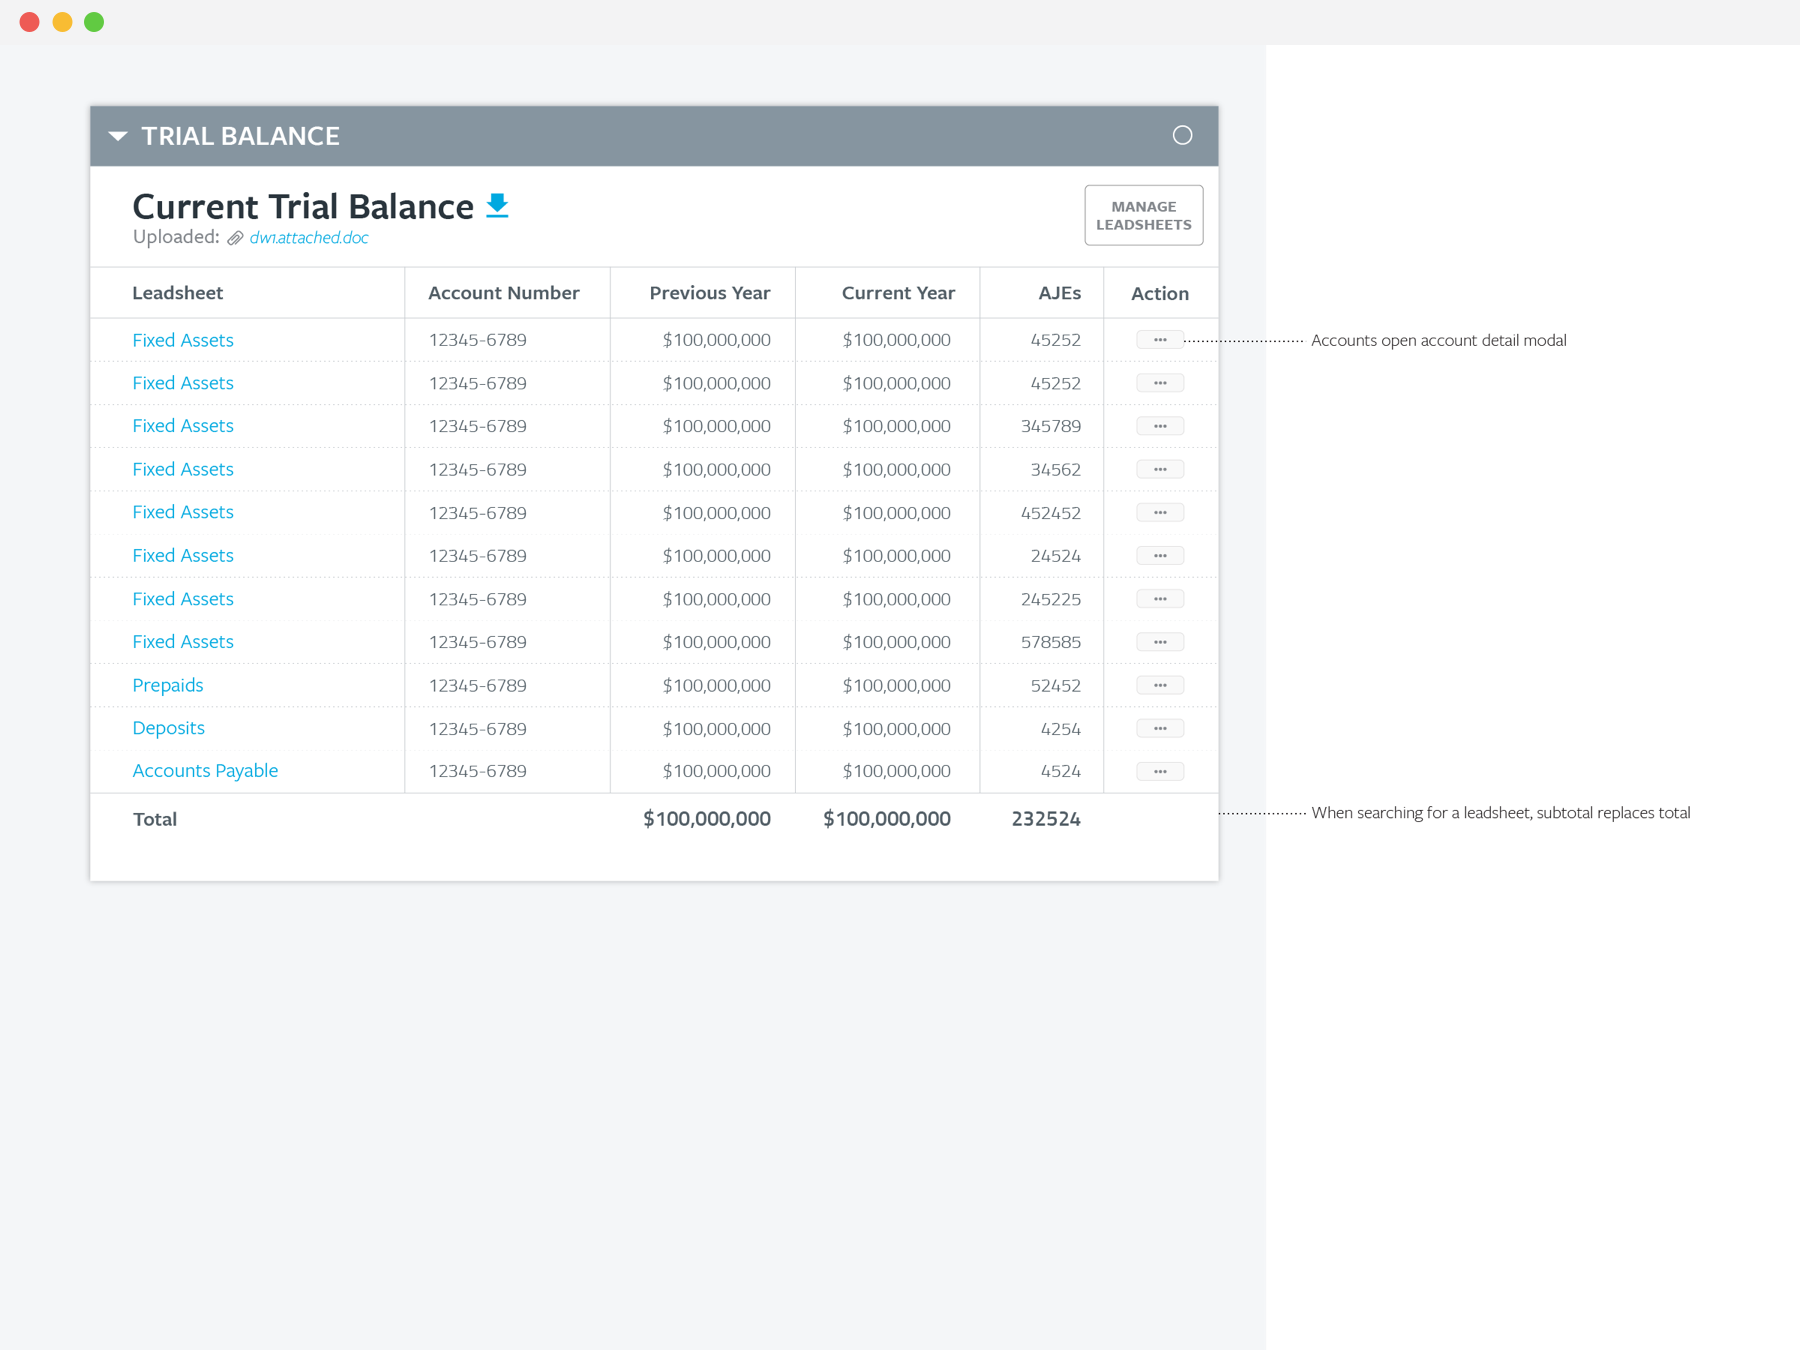 TRIAL BALANCE
Current Trial Balance
Uploaded: dw1.attached.doc
MANAGE
LEADSHEETS
Leadsheet Account Number Previous Year Current Year AJEs Action
Fixed Assets 12345-6789 $100,000,000 $100,000,000 45252 ••• Accounts open account detail modal
Fixed Assets 12345-6789 $100,000,000 $100,000,000 45252 •••
Fixed Assets 12345-6789 $100,000,000 $100,000,000 345789 •••
Fixed Assets 12345-6789 $100,000,000 $100,000,000 34562 •••
Fixed Assets 12345-6789 $100,000,000 $100,000,000 452452 •••
Fixed Assets 12345-6789 $100,000,000 $100,000,000 24524 •••
Fixed Assets 12345-6789 $100,000,000 $100,000,000 245225 •••
Fixed Assets 12345-6789 $100,000,000 $100,000,000 578585 •••
Prepaids 12345-6789 $100,000,000 $100,000,000 52452 •••
Deposits 12345-6789 $100,000,000 $100,000,000 4254 •••
Accounts Payable 12345-6789 $100,000,000 $100,000,000 4524 •••
Total $100,000,000 $100,000,000 232524 When searching for a leadsheet, subtotal replaces total